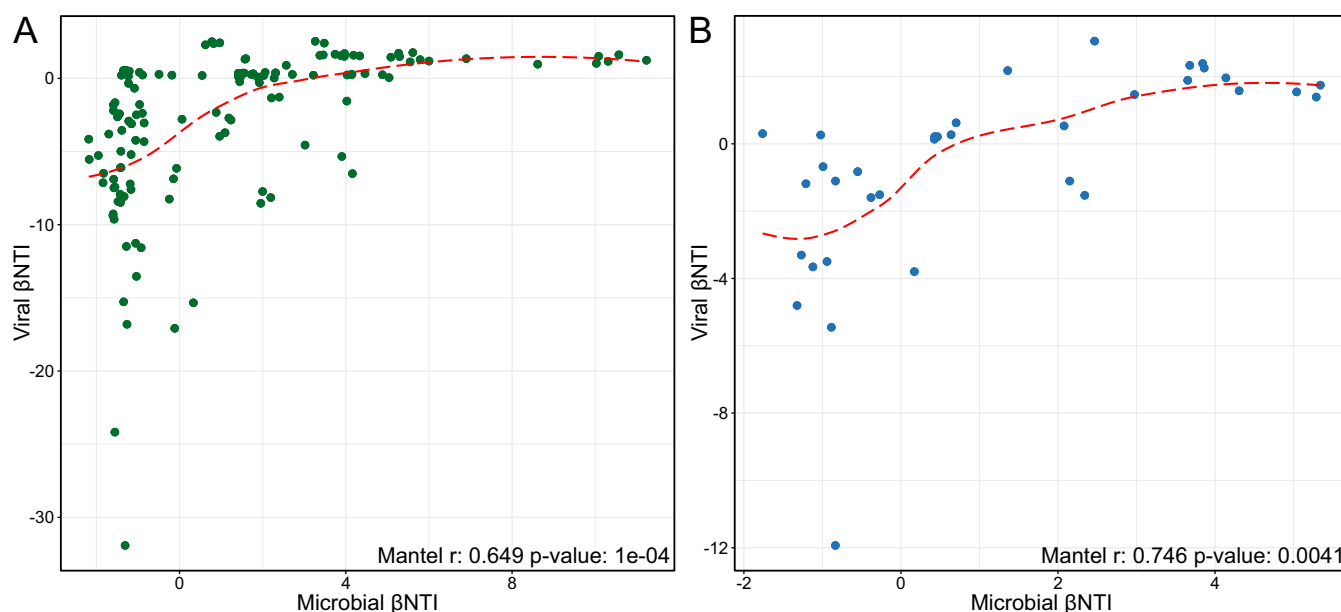 A
0
-10
-20
-30
Viral βNTI
Mantel r: 0.649 p-value: 1e-04
0
4
8
Microbial βNTI
B
0
-4
-8
-12
Viral βNTI
Mantel r: 0.746 p-value: 0.0041
-2
0
2
4
Microbial βNTI